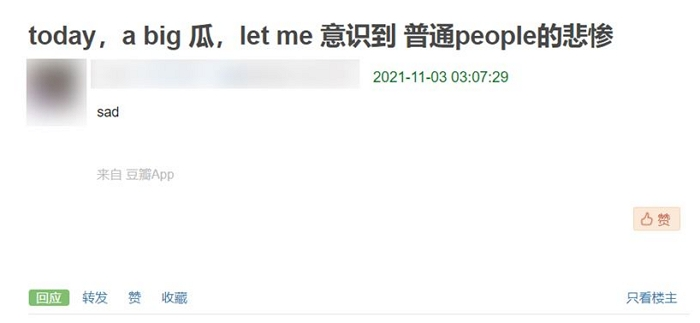 today，a big 瓜，let me 意识到 普通people的悲惨
2021-11-03 03:07:29
sad
来自 豆瓣App
赞
回应 转发 赞 收藏 只看楼主